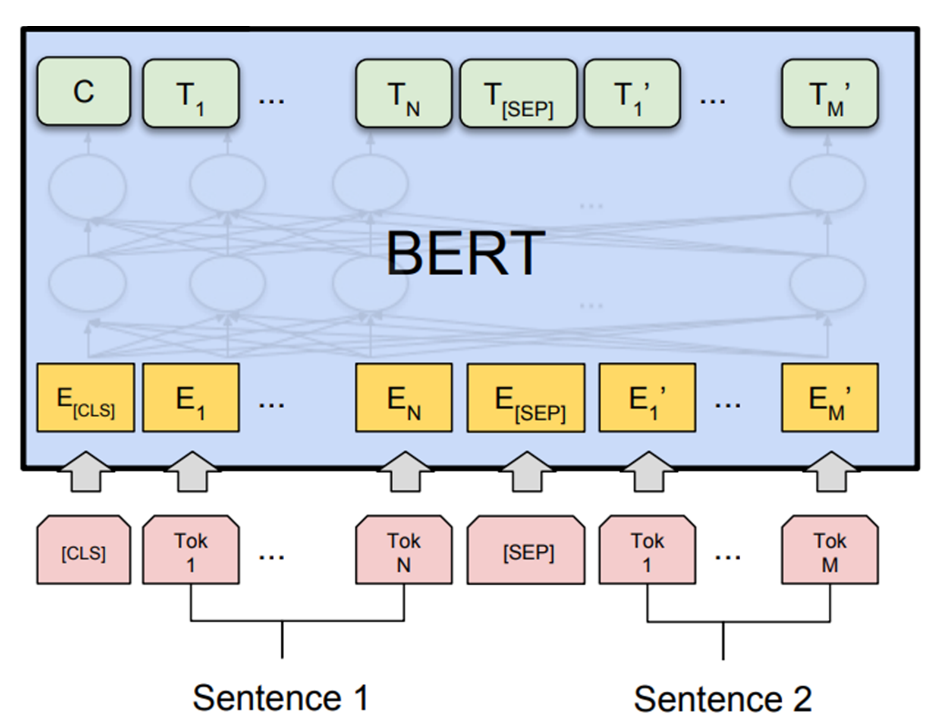 C T1 ... TN T[SEP] T1’ ... TM’
...
BERT
...
E[CLS] E1 ... EN E[SEP] E1’ ... EM’
[CLS] Tok 1 ... Tok N [SEP] Tok 1 ... Tok M
Sentence 1 Sentence 2